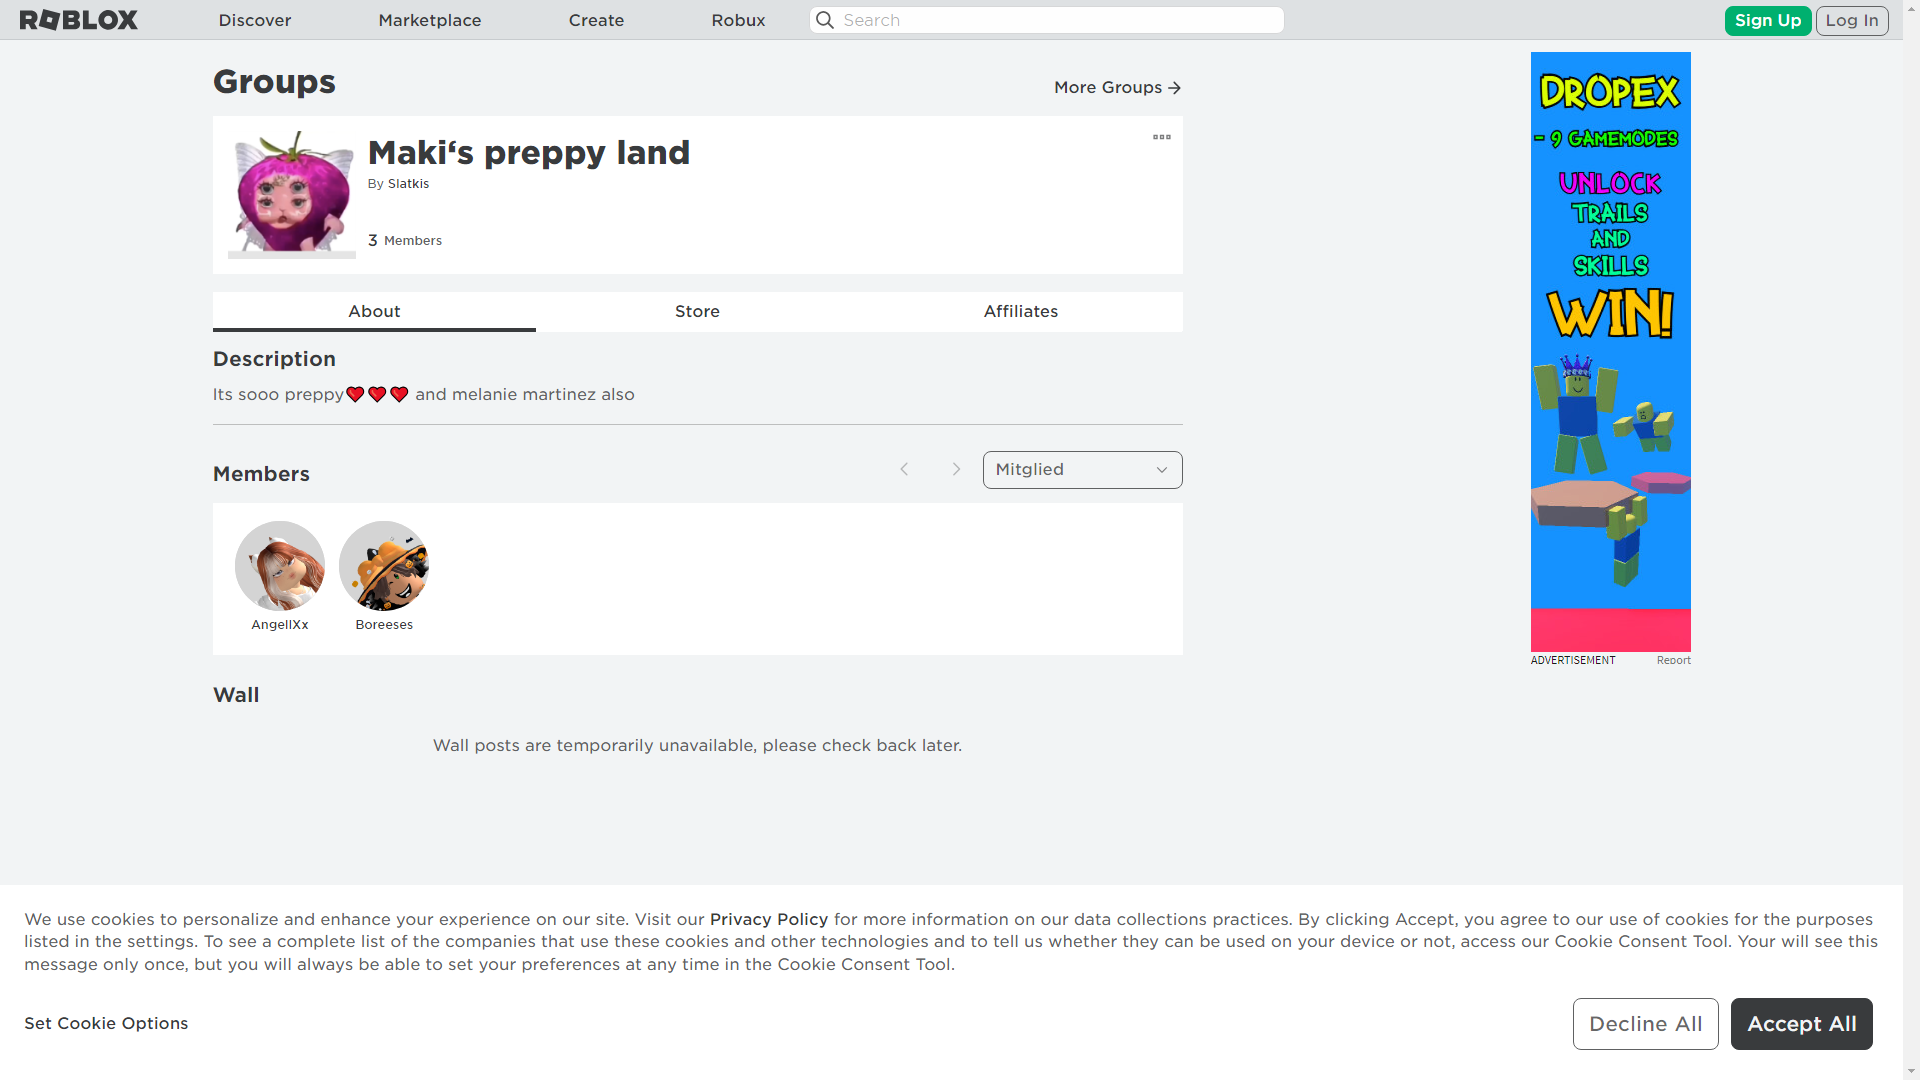 ROBLOX
Discover
Marketplace
Create
Robux
Search
Sign Up
Log In
Groups
More Groups
Maki‘s preppy land
By Slatkis
3 Members
About
Store
Affiliates
Description
Its sooo preppy❤❤❤ and melanie martinez also
Members
Mitglied
AngellXx
Boreeses
Wall
Wall posts are temporarily unavailable, please check back later.
DROPEX
- 9 GAMEMODES
UNLOCK
TRAILS
AND
SKILLS
WIN!
ADVERTISEMENT
Report
We use cookies to personalize and enhance your experience on our site. Visit our Privacy Policy for more information on our data collections practices. By clicking Accept, you agree to our use of cookies for the purposes
listed in the settings. To see a complete list of the companies that use these cookies and other technologies and to tell us whether they can be used on your device or not, access our Cookie Consent Tool. Your will see this
message only once, but you will always be able to set your preferences at any time in the Cookie Consent Tool.
Set Cookie Options
Decline All
Accept All